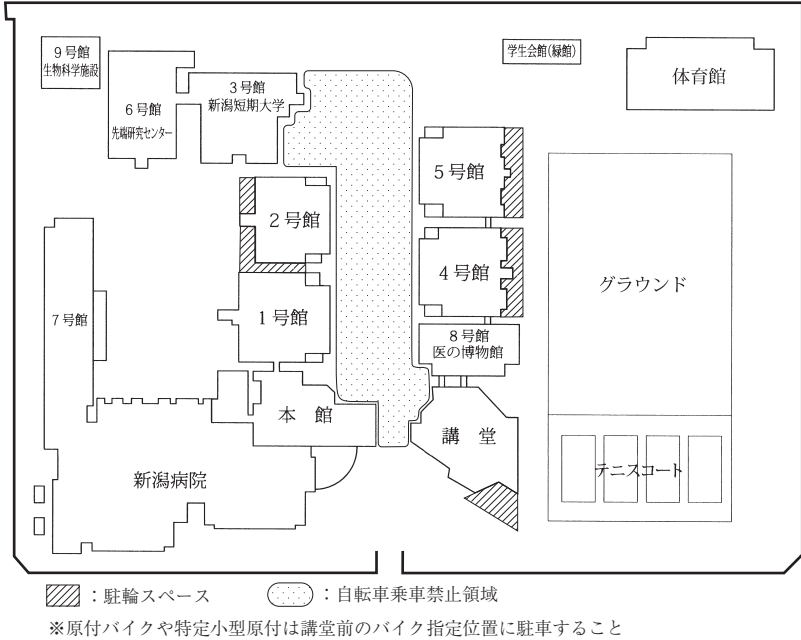 9号館
生物科学施設
6号館
先端研究センター
3号館
新潟短期大学
学生会館(緑館)
体育館
5号館
2号館
4号館
グラウンド
7号館
1号館
8号館
医の博物館
本 館
講 堂
新潟病院
テニスコート
:駐輪スペース
:自転車乗車禁止領域
※原付バイクや特定小型原付は講堂前のバイク指定位置に駐車すること